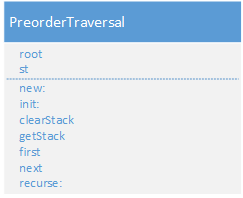 PreorderTraversal
root
st
new:
init:
clearStack
getStack
first
next
recurse: